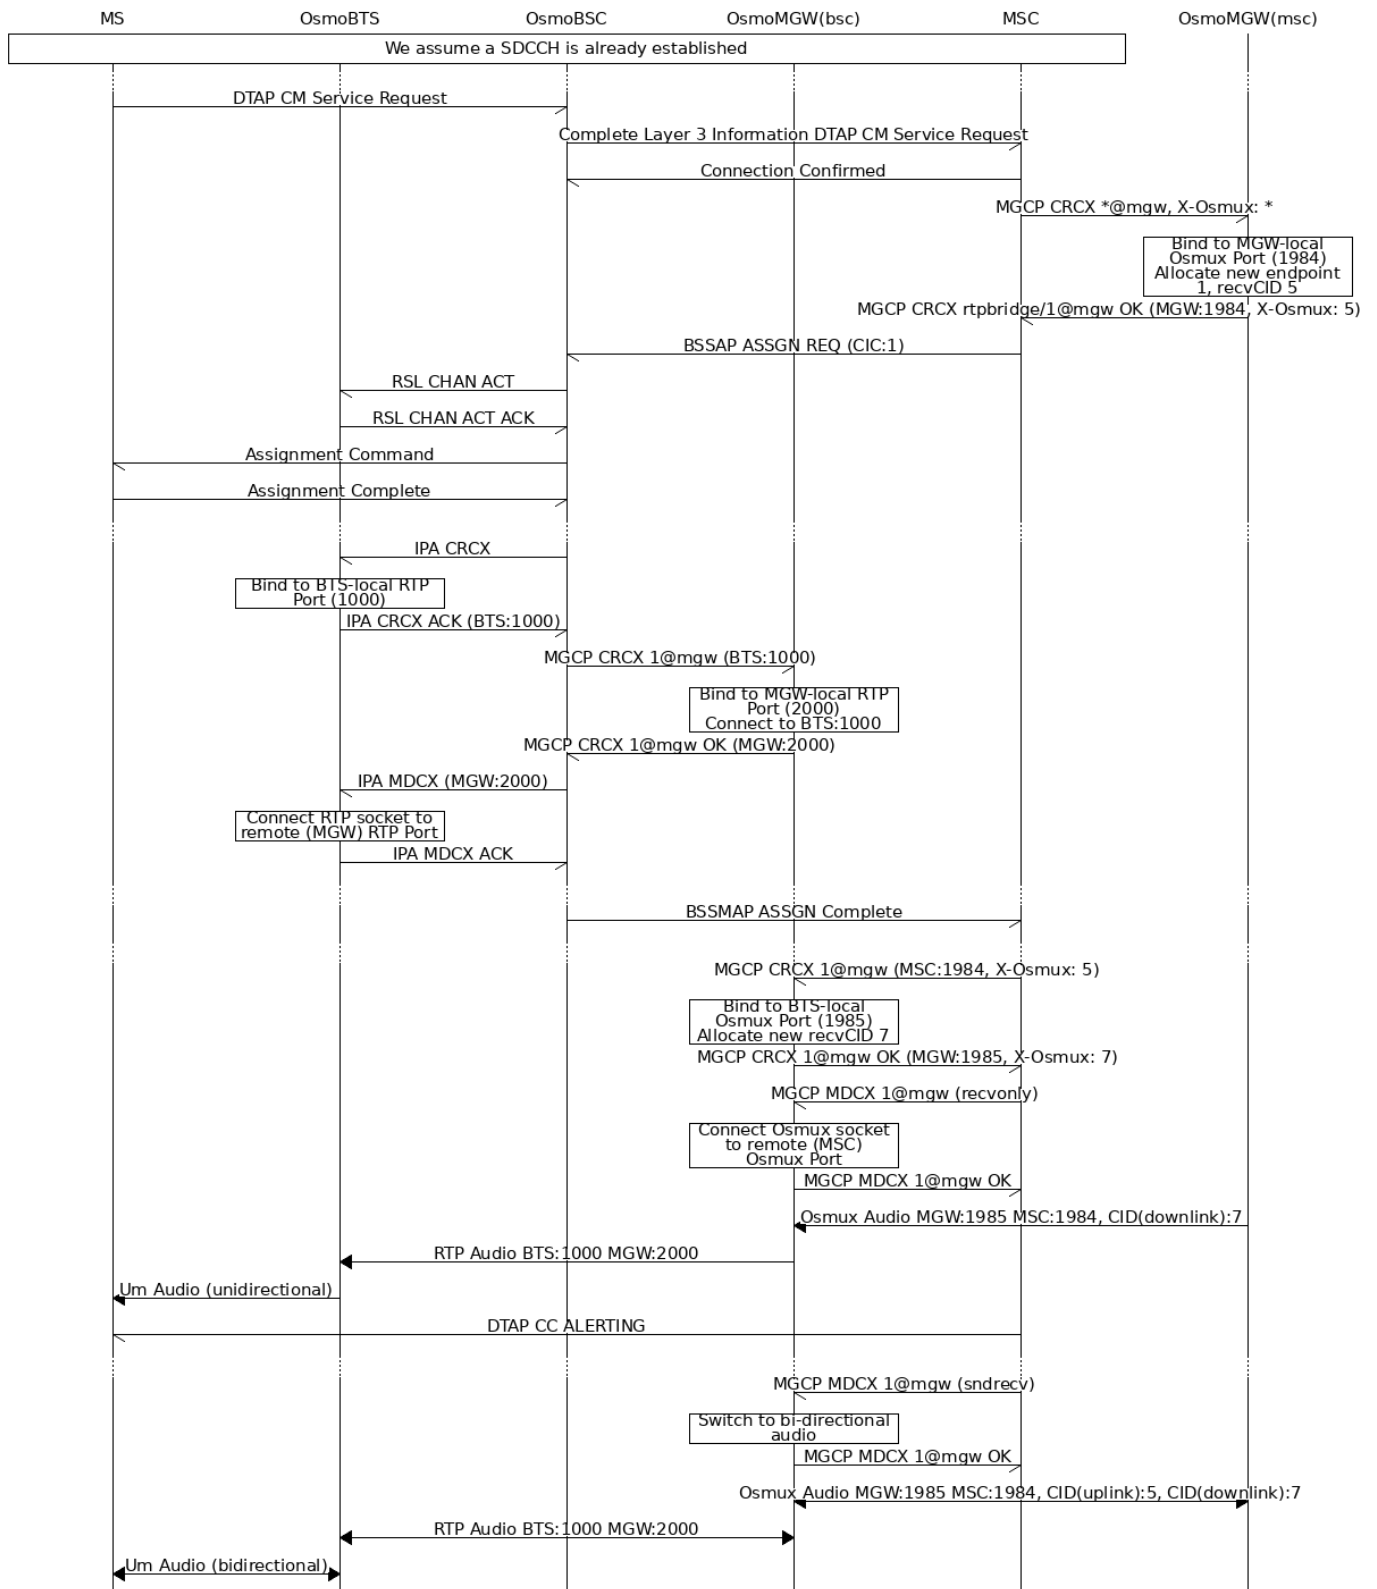 MS OsmoBTS OsmoBSC OsmoMGW(bsc) MSC OsmoMGW(msc)
We assume a SDCCH is already established
DTAP CM Service Request
Complete Layer 3 Information DTAP CM Service Request
Connection Confirmed
MGCP CRCX *@mgw, X-Osmux: *
Bind to MGW-local
Osmux Port (1984)
Allocate new endpoint
1, recvCID 5
MGCP CRCX rtpbridge/1@mgw OK (MGW:1984, X-Osmux: 5)
BSSAP ASSGN REQ (CIC:1)
RSL CHAN ACT
RSL CHAN ACT ACK
Assignment Command
Assignment Complete
IPA CRCX
Bind to BTS-local RTP
Port (1000)
IPA CRCX ACK (BTS:1000)
MGCP CRCX 1@mgw (BTS:1000)
Bind to MGW-local RTP
Port (2000)
Connect to BTS:1000
MGCP CRCX 1@mgw OK (MGW:2000)
IPA MDCX (MGW:2000)
Connect RTP socket to
remote (MGW) RTP Port
IPA MDCX ACK
BSSMAP ASSGN Complete
MGCP CRCX 1@mgw (MSC:1984, X-Osmux: 5)
Bind to BTS-local
Osmux Port (1985)
Allocate new recvCID 7
MGCP CRCX 1@mgw OK (MGW:1985, X-Osmux: 7)
MGCP MDCX 1@mgw (recvonly)
Connect Osmux socket
to remote (MSC)
Osmux Port
MGCP MDCX 1@mgw OK
Osmux Audio MGW:1985 MSC:1984, CID(downlink):7
RTP Audio BTS:1000 MGW:2000
Um Audio (unidirectional)
DTAP CC ALERTING
MGCP MDCX 1@mgw (sndrecv)
Switch to bi-directional
audio
MGCP MDCX 1@mgw OK
Osmux Audio MGW:1985 MSC:1984, CID(uplink):5, CID(downlink):7
RTP Audio BTS:1000 MGW:2000
Um Audio (bidirectional)